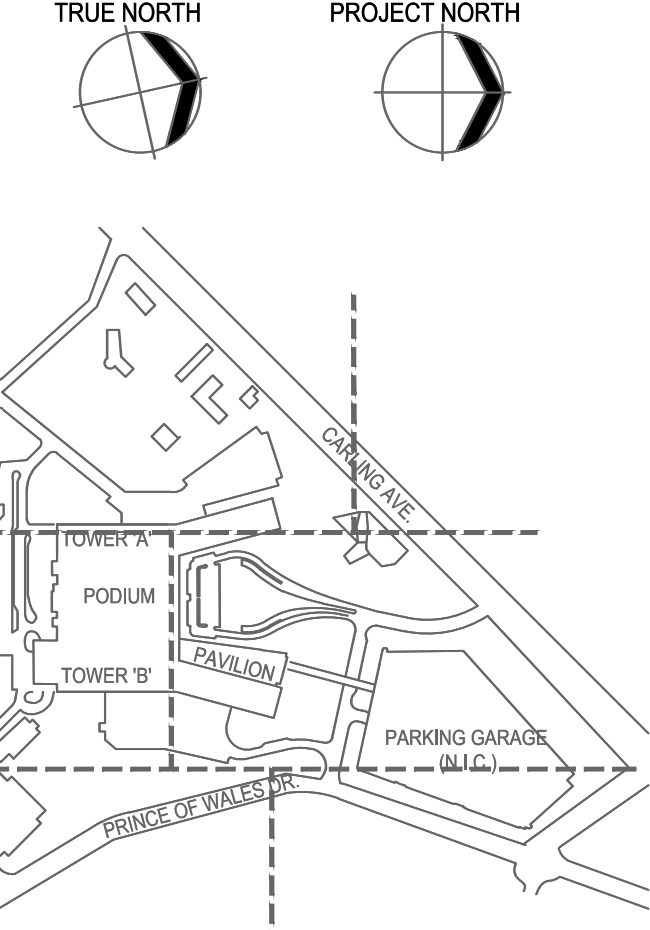 TRUE NORTH
PROJECT NORTH
CARLING AVE.
TOWER 'A'
PODIUM
PAVILION
TOWER 'B'
PARKING GARAGE
(N.I.C.)
PRINCE OF WALES DR.